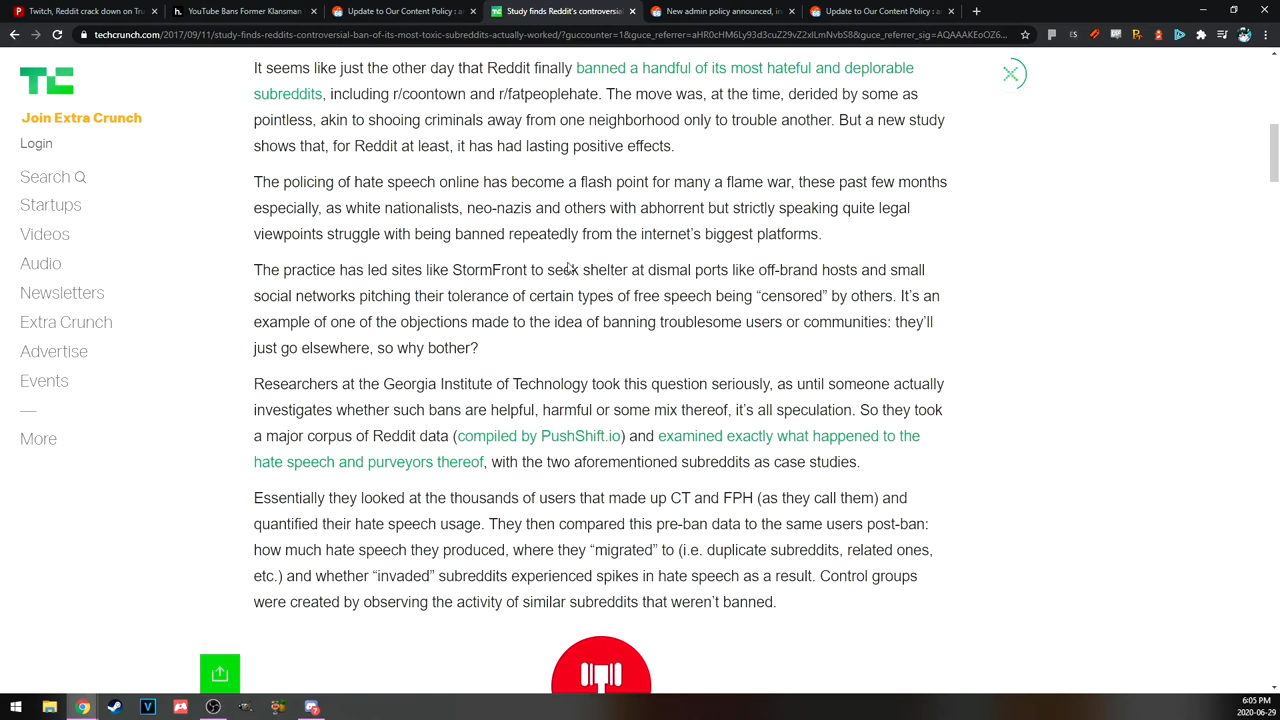 Twitch, Reddit crack down on Tru
YouTube Bans Former Klansman
Update to Our Content Policy : a
Study finds Reddit's controversial
New admin policy announced, in
Update to Our Content Policy : a
techcrunch.com/2017/09/11/study-finds-reddits-controversial-ban-of-its-most-toxic-subreddits-actually-worked/?guccounter=1&guce_referrer=aHR0cHM6Ly93d3cuZ29vZ2xlLmNvbS8&guce_referrer_sig=AQAAAKEoOZ6...
TC
Join Extra Crunch
Login
Search
Startups
Videos
Audio
Newsletters
Extra Crunch
Advertise
Events
—
More
It seems like just the other day that Reddit finally banned a handful of its most hateful and deplorable
subreddits, including r/coontown and r/fatpeoplehate. The move was, at the time, derided by some as
pointless, akin to shooing criminals away from one neighborhood only to trouble another. But a new study
shows that, for Reddit at least, it has had lasting positive effects.
The policing of hate speech online has become a flash point for many a flame war, these past few months
especially, as white nationalists, neo-nazis and others with abhorrent but strictly speaking quite legal
viewpoints struggle with being banned repeatedly from the internet's biggest platforms.
The practice has led sites like StormFront to seek shelter at dismal ports like off-brand hosts and small
social networks pitching their tolerance of certain types of free speech being “censored” by others. It's an
example of one of the objections made to the idea of banning troublesome users or communities: they'll
just go elsewhere, so why bother?
Researchers at the Georgia Institute of Technology took this question seriously, as until someone actually
investigates whether such bans are helpful, harmful or some mix thereof, it's all speculation. So they took
a major corpus of Reddit data (compiled by PushShift.io) and examined exactly what happened to the
hate speech and purveyors thereof, with the two aforementioned subreddits as case studies.
Essentially they looked at the thousands of users that made up CT and FPH (as they call them) and
quantified their hate speech usage. They then compared this pre-ban data to the same users post-ban:
how much hate speech they produced, where they “migrated” to (i.e. duplicate subreddits, related ones,
etc.) and whether “invaded” subreddits experienced spikes in hate speech as a result. Control groups
were created by observing the activity of similar subreddits that weren't banned.
6:05 PM
2020-06-29